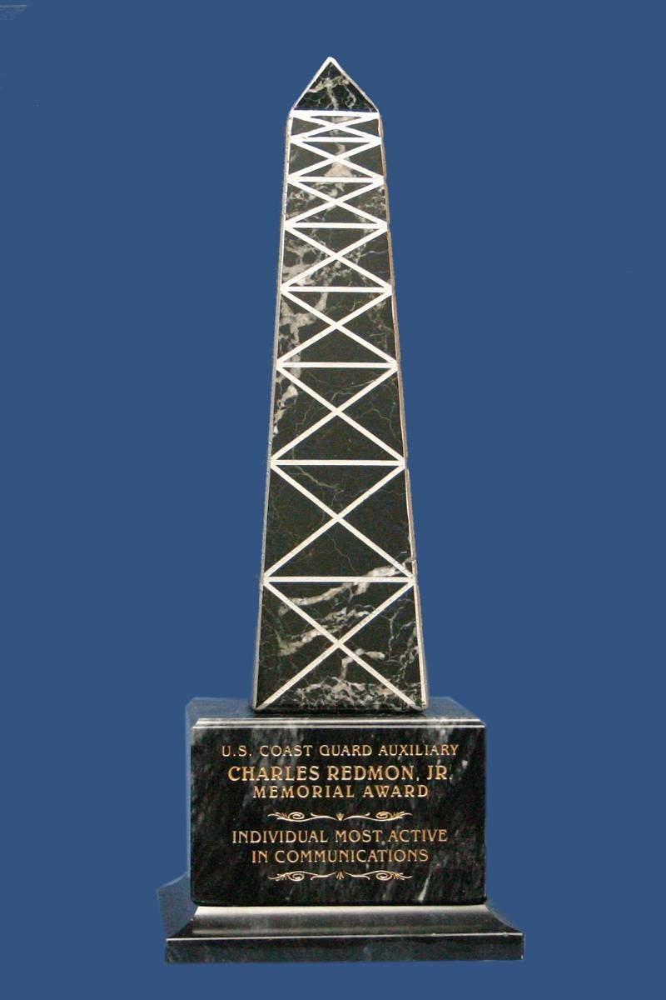 U.S. COAST GUARD AUXILIARY
CHARLES REDMON, JR.
MEMORIAL AWARD
INDIVIDUAL MOST ACTIVE
IN COMMUNICATIONS